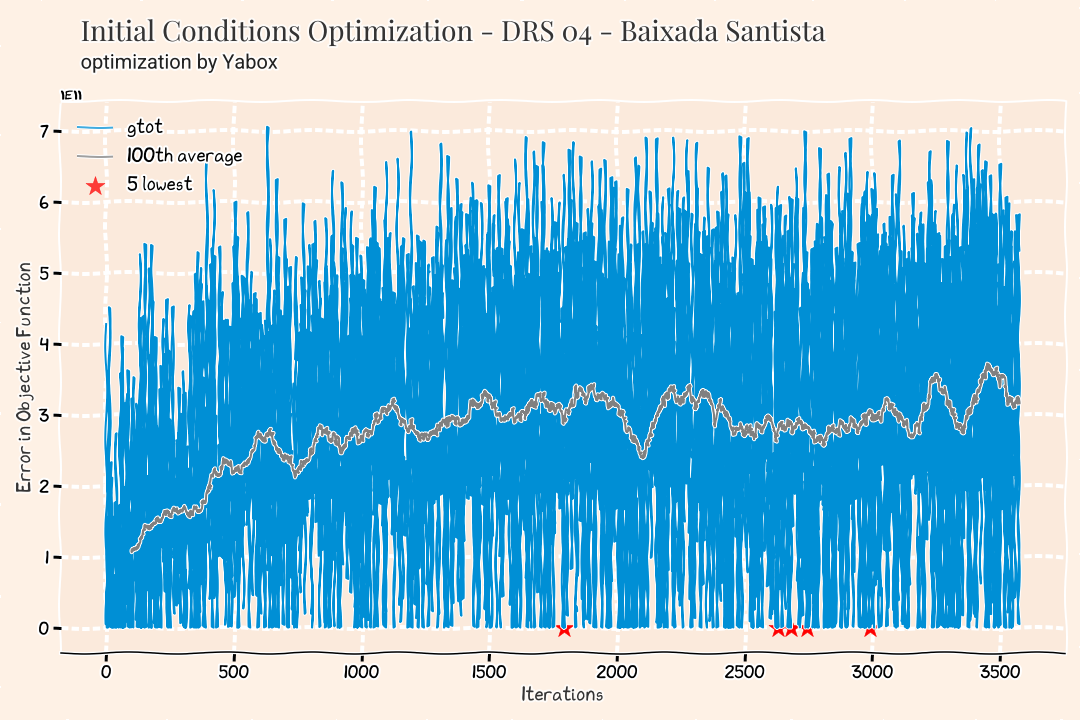 Initial Conditions Optimization - DRS 04 - Baixada Santista
optimization by Yabox
1E11
gtot
100th average
5 lowest
7
6
5
4
3
2
1
0
Error in Objective Function
0 500 1000 1500 2000 2500 3000 3500
Iterations